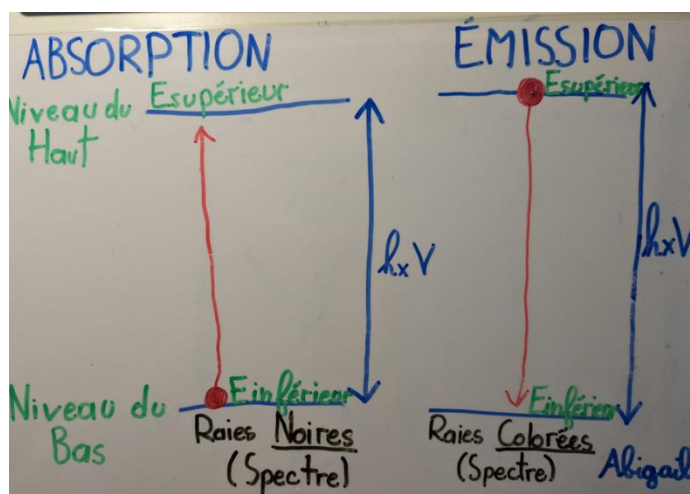 ABSORPTION
Niveau du
Haut
Esupérieur
h x V
Niveau du
Bas
Einférieur
Raies Noires
(Spectre)
ÉMISSION
Esupérieur
h x V
Einférieur
Raies Colorées
(Spectre)
Abigail